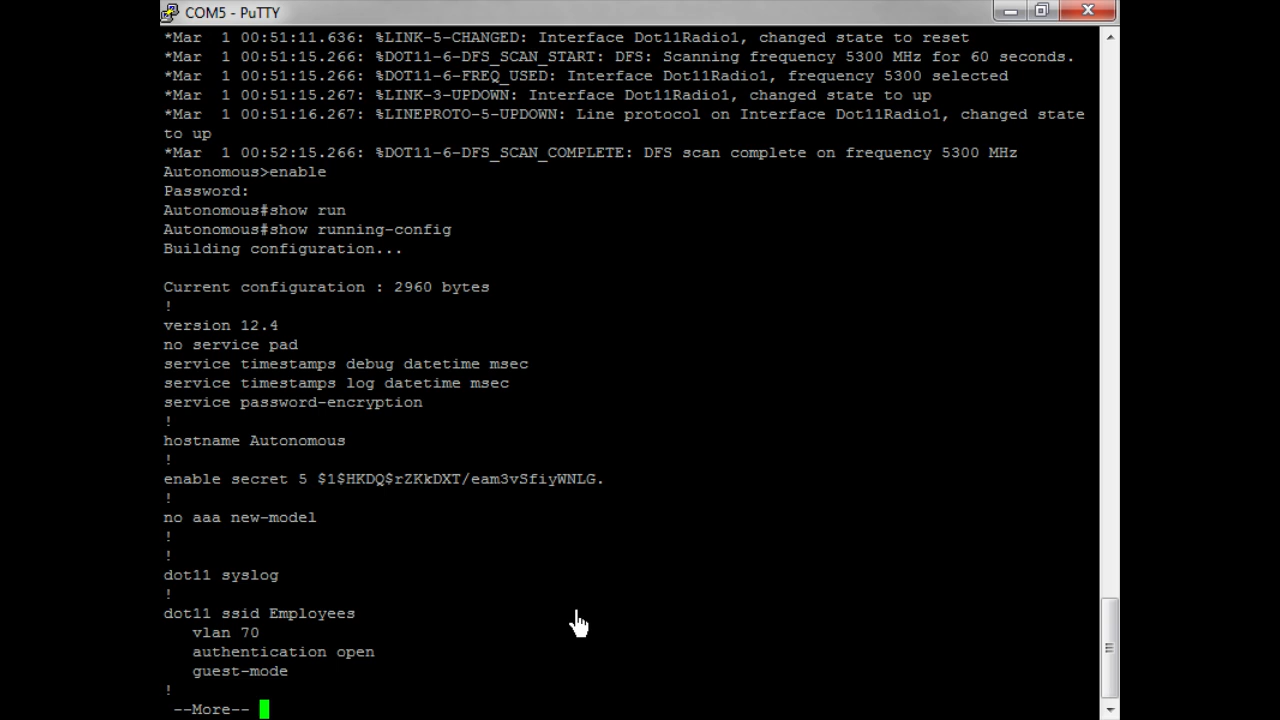 COM5 - PuTTY
*Mar  1 00:51:11.636: %LINK-5-CHANGED: Interface Dot11Radio1, changed state to reset
*Mar  1 00:51:15.266: %DOT11-6-DFS_SCAN_START: DFS: Scanning frequency 5300 MHz for 60 seconds.
*Mar  1 00:51:15.266: %DOT11-6-FREQ_USED: Interface Dot11Radio1, frequency 5300 selected
*Mar  1 00:51:15.267: %LINK-3-UPDOWN: Interface Dot11Radio1, changed state to up
*Mar  1 00:51:16.267: %LINEPROTO-5-UPDOWN: Line protocol on Interface Dot11Radio1, changed state
to up
*Mar  1 00:52:15.266: %DOT11-6-DFS_SCAN_COMPLETE: DFS scan complete on frequency 5300 MHz
Autonomous>enable
Password:
Autonomous#show run
Autonomous#show running-config
Building configuration...

Current configuration : 2960 bytes
!
version 12.4
no service pad
service timestamps debug datetime msec
service timestamps log datetime msec
service password-encryption
!
hostname Autonomous
!
enable secret 5 $1$HKDQ$rZKkDXT/eam3vSfiyWNLG.
!
no aaa new-model
!
!
dot11 syslog
!
dot11 ssid Employees
   vlan 70
   authentication open
   guest-mode
!
 --More--